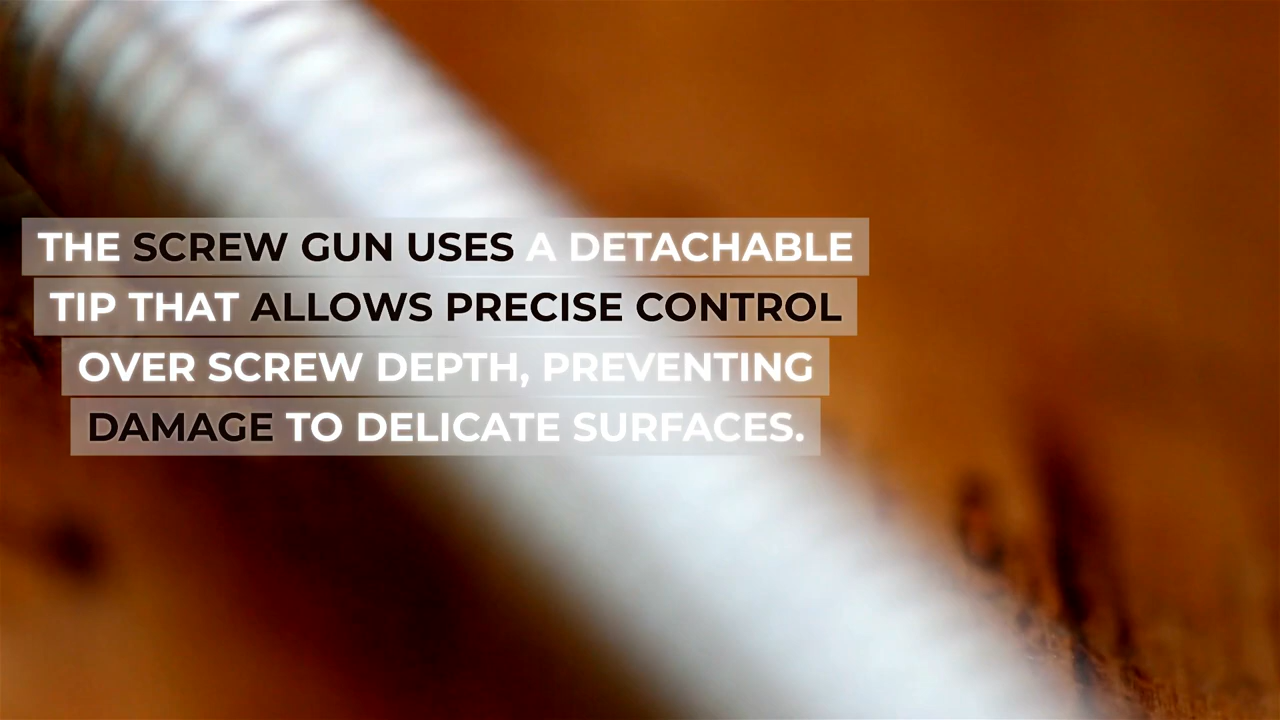 THE SCREW GUN USES A DETACHABLE
TIP THAT ALLOWS PRECISE CONTROL
OVER SCREW DEPTH, PREVENTING
DAMAGE TO DELICATE SURFACES.